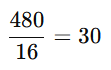 480/16 = 30